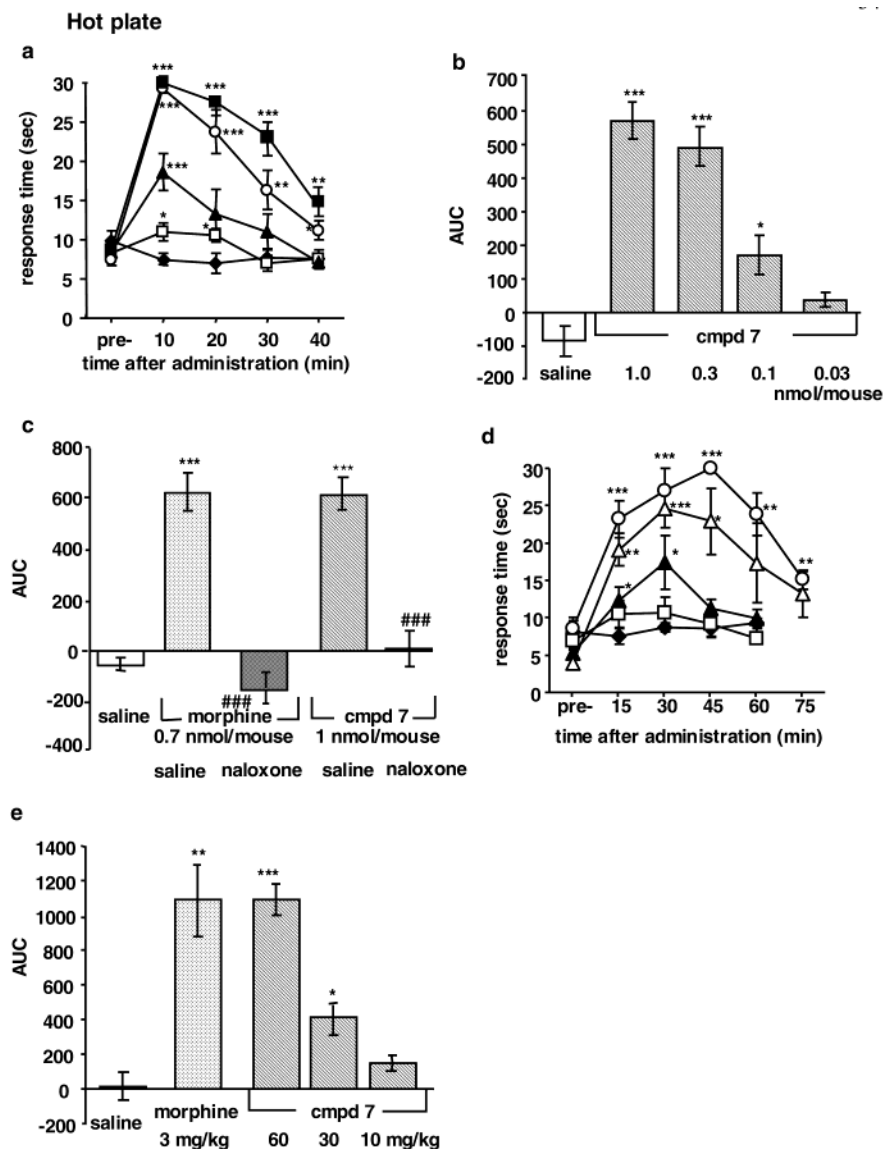 Hot plate
a
response time (sec)
30
25
20
15
10
5
0
*** *** *** **
*** *** ** *
***
* *
pre- 10 20 30 40
time after administration (min)
b
AUC
700
600
500
400
300
200
100
0
-100
-200
*** *** *
saline cmpd 7
1.0 0.3 0.1 0.03
nmol/mouse
c
AUC
800
600
400
200
0
-200
-400
*** ***
### ###
saline morphine cmpd 7
0.7 nmol/mouse 1 nmol/mouse
saline naloxone saline naloxone
d
response time (sec)
30
25
20
15
10
5
0
*** *** *** ** **
** *** *
* *
pre- 15 30 45 60 75
time after administration (min)
e
AUC
1400
1200
1000
800
600
400
200
0
-200
** *** *
saline morphine cmpd 7
3 mg/kg 60 30 10 mg/kg